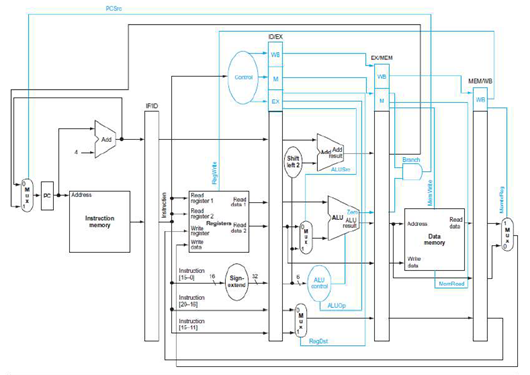 PCSrc
ID/EX
WB
EX/MEM
Control
M
WB
MEM/WB
EX
M
WB
IF/ID
Add
4
Add
Add
result
Shift
left 2
ALUSrc
Branch
RegWrite
MemWrite
MemtoReg
0
M
u
x
1
PC
Address
Instruction
memory
Instruction
Read
register 1
Read
data 1
Read
register 2
Registers
Read
data 2
Write
register
Write
data
0
M
u
x
1
Zero
ALU
ALU
result
Address
Read
data
Data
memory
Write
data
1
M
u
x
0
Instruction
[15–0]
16
Sign-
extend
32
6
ALU
control
MemRead
Instruction
[20–16]
ALUOp
0
M
u
x
1
Instruction
[15–11]
RegDst